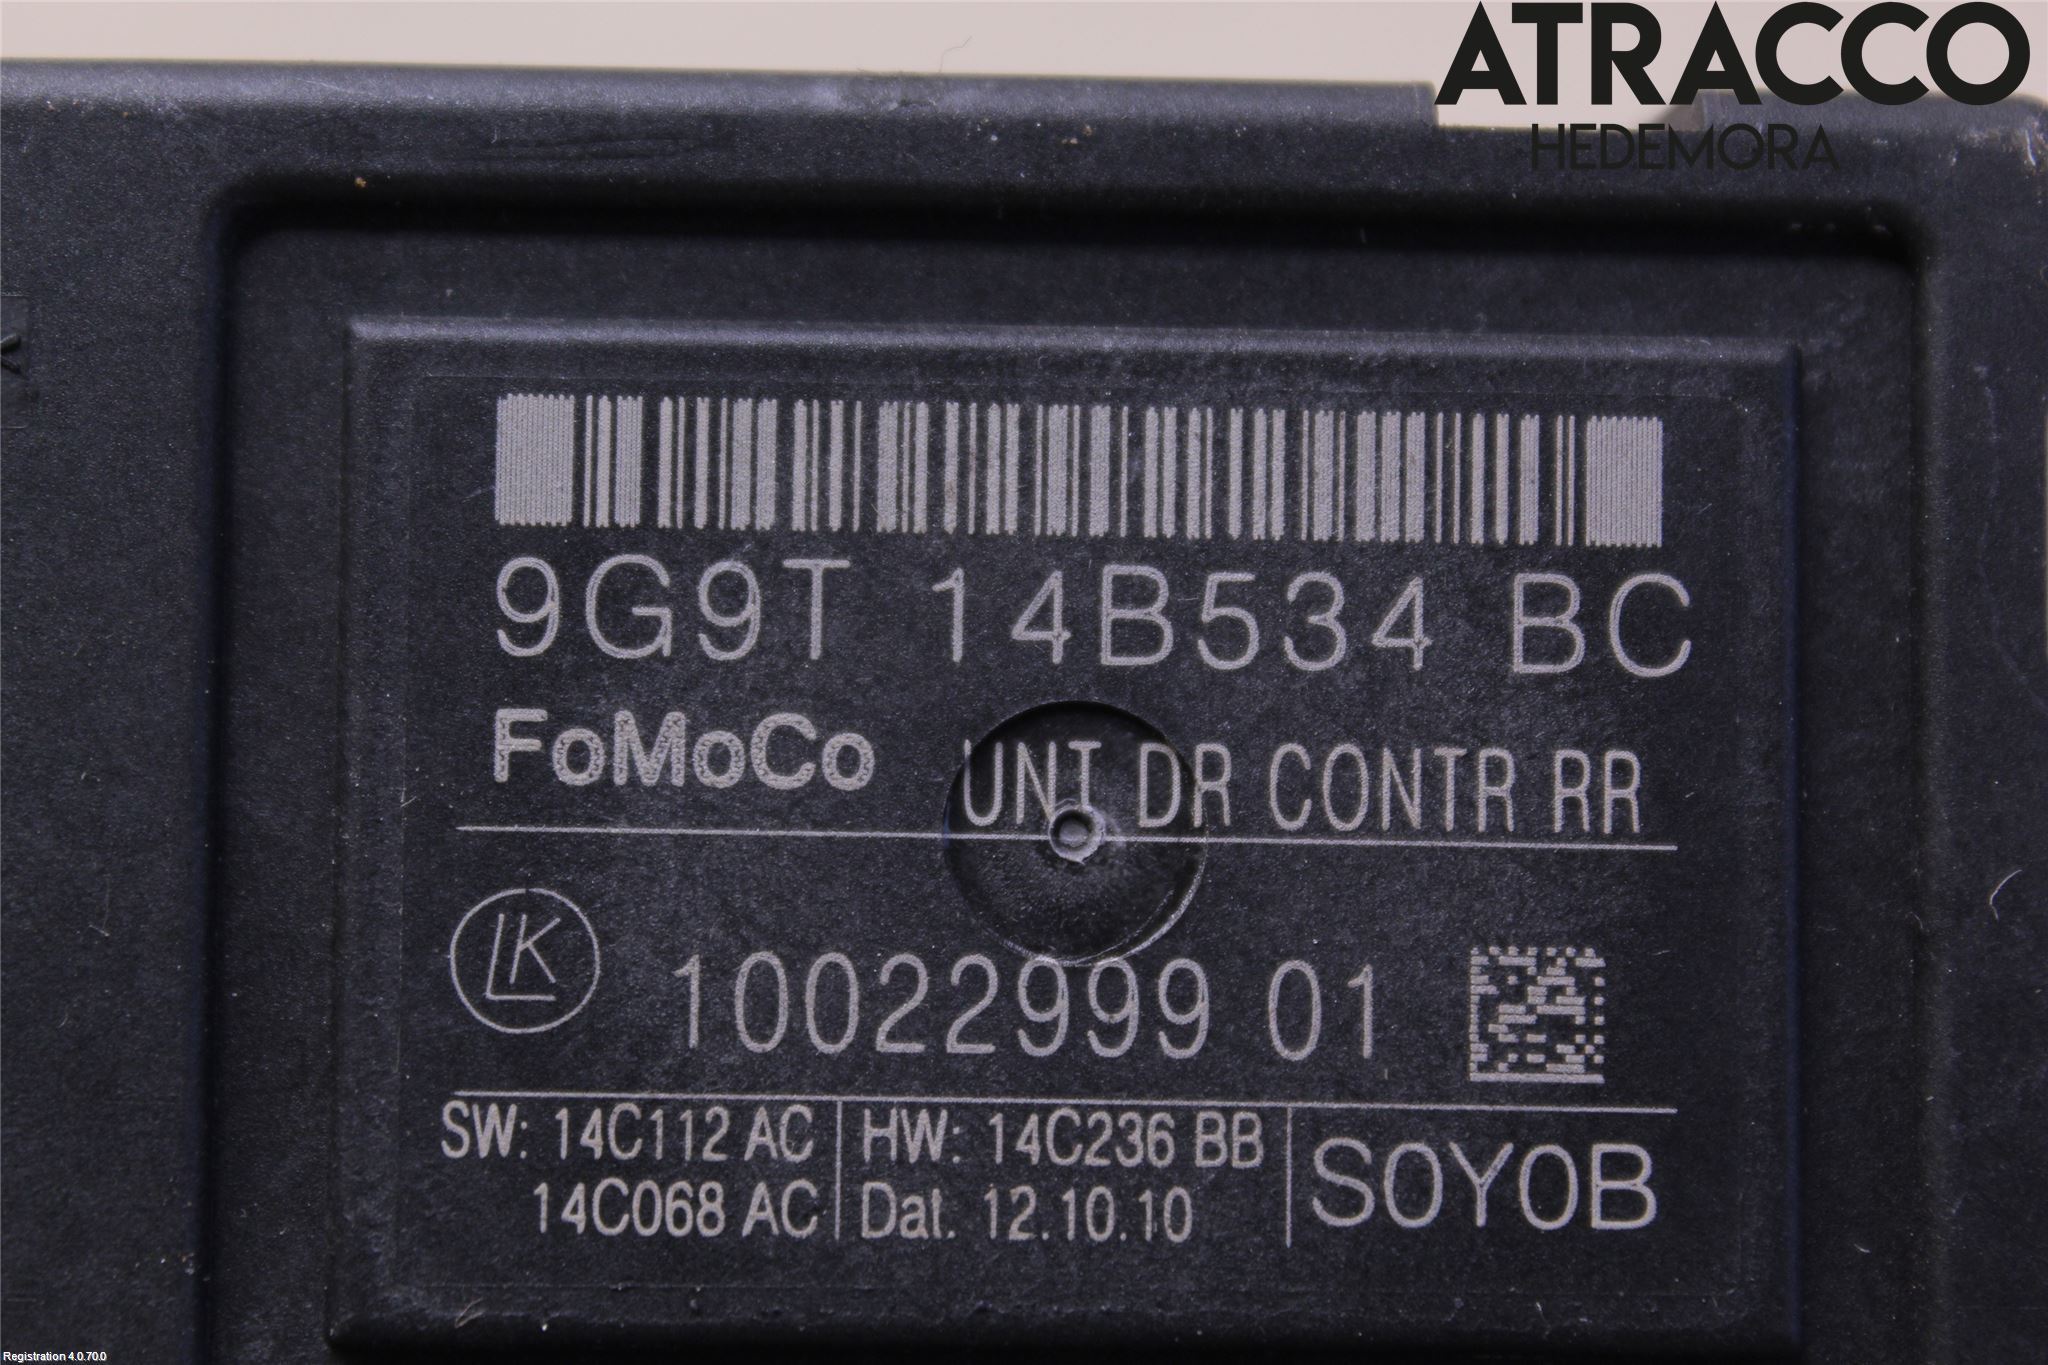 ATRACCO
HEDEMORA
9G9T 14B534 BC
FoMoCo UNT DR CONTR RR
LK 10022999 01
SW: 14C112 AC HW: 14C236 BB S0Y0B
14C068 AC Dat. 12.10.10
Registration 4.0.70.0